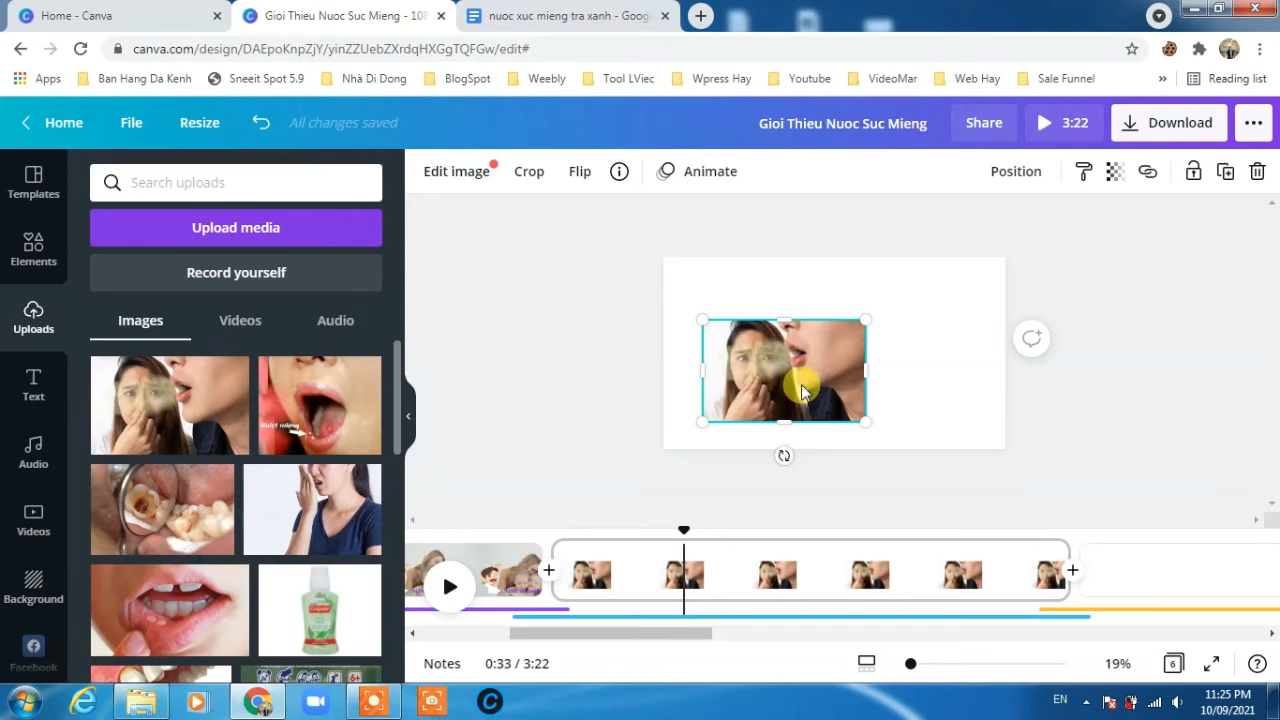 Home - Canva
Gioi Thieu Nuoc Suc Mieng - 108
nuoc xuc mieng tra xanh - Goog
canva.com/design/DAEpoKnpZjY/yinZZUebZXrdqHXGgTQFGw/edit#
Apps
Ban Hang Da Kenh
Sneeit Spot 5.9
Nhà Di Dong
BlogSpot
Weebly
Tool LViec
Wpress Hay
Youtube
VideoMar
Web Hay
Sale Funnel
»
Reading list
Home
File
Resize
All changes saved
Gioi Thieu Nuoc Suc Mieng
Share
3:22
Download
Templates
Elements
Uploads
Text
Audio
Videos
Background
Facebook
Search uploads
Upload media
Record yourself
Images
Videos
Audio
Edit image
Crop
Flip
Animate
Position
Colgate
Notes
0:33 / 3:22
19%
6
EN
11:25 PM
10/09/2021